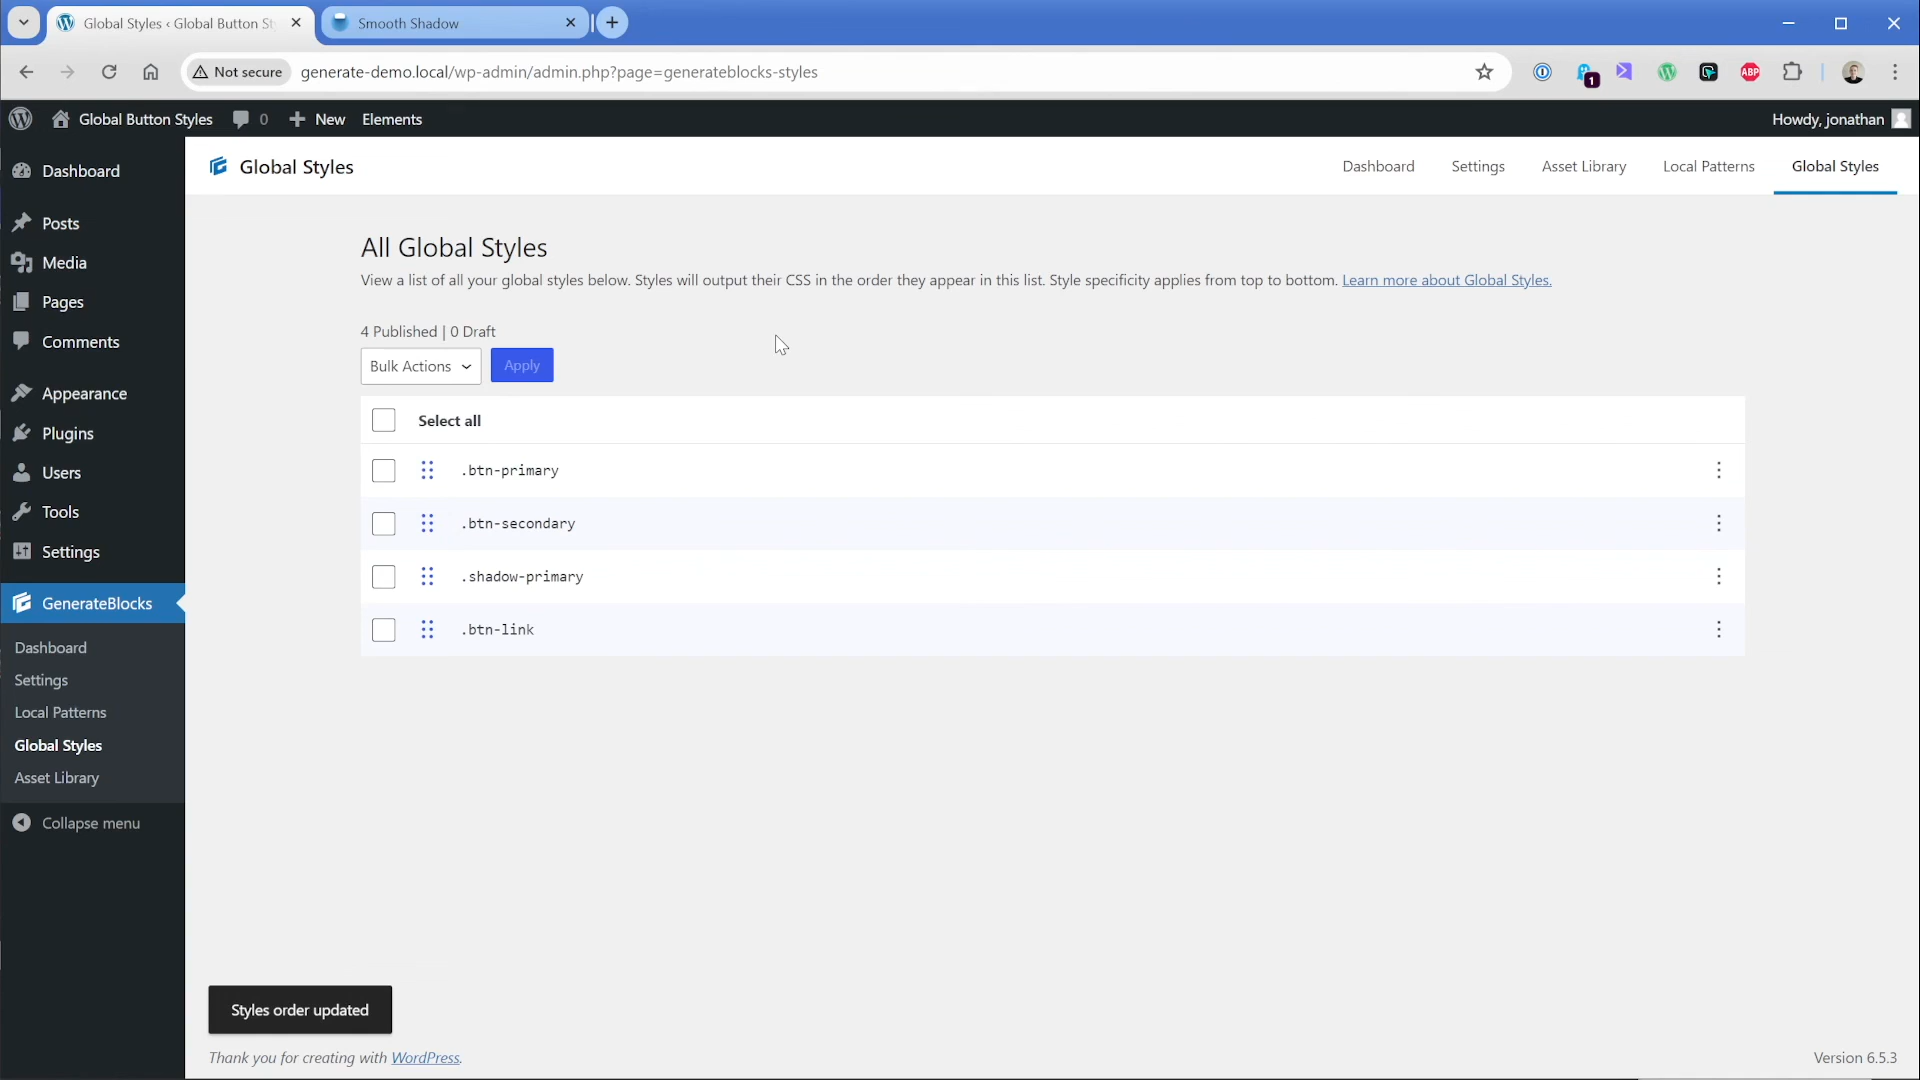 Global Styles ‹ Global Button St
Smooth Shadow
Not secure
generate-demo.local/wp-admin/admin.php?page=generateblocks-styles
1
ABP
Global Button Styles
0
New
Elements
Howdy, jonathan
Dashboard
Posts
Media
Pages
Comments
Appearance
Plugins
Users
Tools
Settings
GenerateBlocks
Dashboard
Settings
Local Patterns
Global Styles
Asset Library
Collapse menu
Global Styles
Dashboard
Settings
Asset Library
Local Patterns
Global Styles
All Global Styles
View a list of all your global styles below. Styles will output their CSS in the order they appear in this list. Style specificity applies from top to bottom. Learn more about Global Styles.
4 Published | 0 Draft
Bulk Actions
Apply
Select all
.btn-primary
.btn-secondary
.shadow-primary
.btn-link
Styles order updated
Thank you for creating with WordPress.
Version 6.5.3